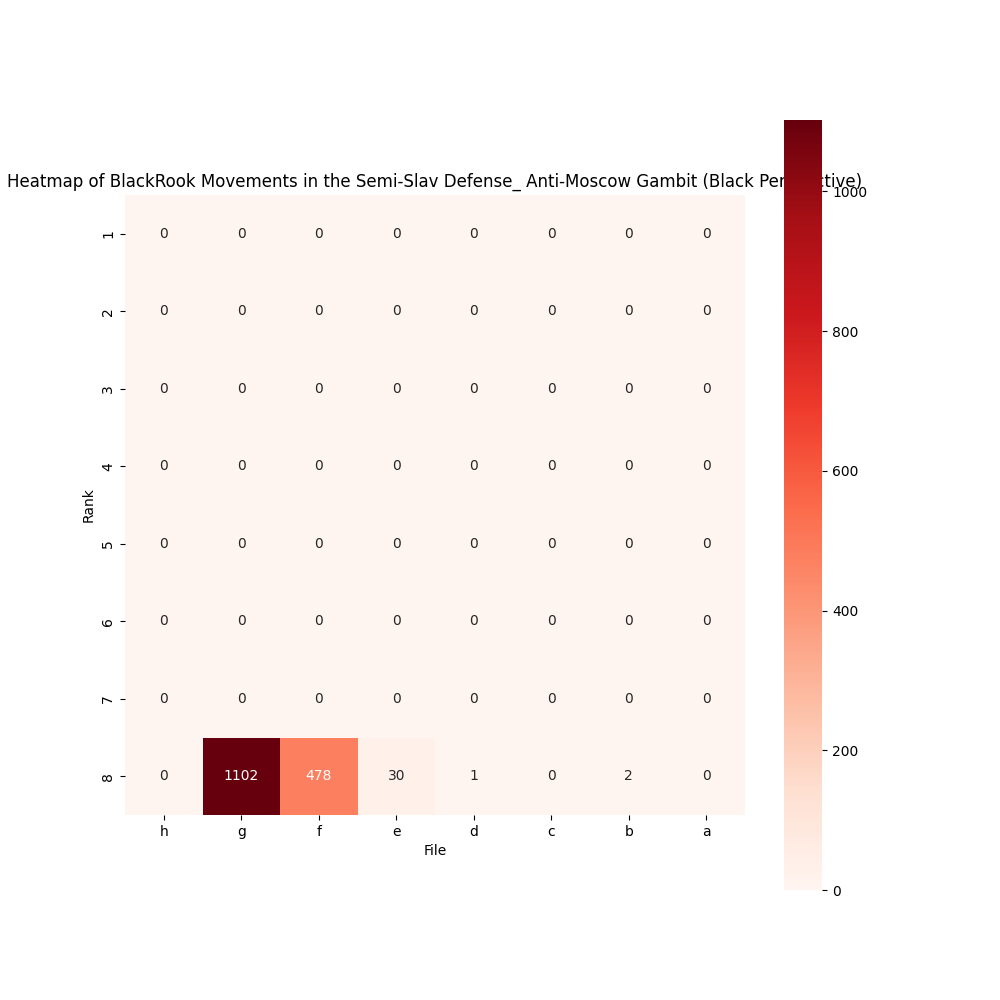 Heatmap of BlackRook Movements in the Semi-Slav Defense_ Anti-Moscow Gambit (Black Per ctive)
1000
1 0 0 0 0 0 0 0 0
2 0 0 0 0 0 0 0 0
800
3 0 0 0 0 0 0 0 0
4 0 0 0 0 0 0 0 0
600
Rank
5 0 0 0 0 0 0 0 0
400
6 0 0 0 0 0 0 0 0
7 0 0 0 0 0 0 0 0
200
8 0 1102 478 30 1 0 2 0
h g f e d c b a
File
0